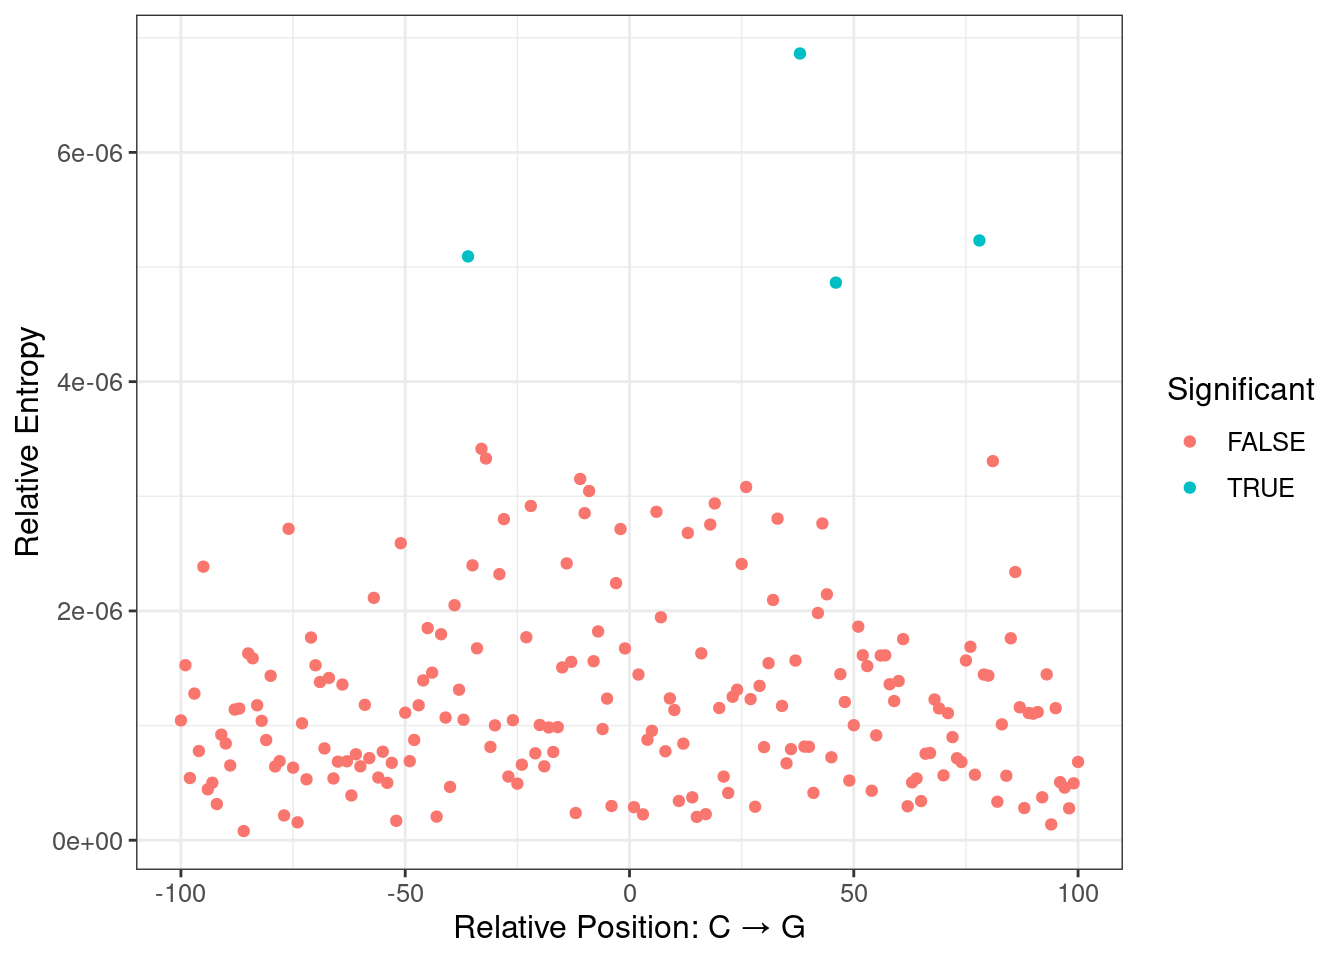 6e-06
4e-06
2e-06
0e+00
Relative Entropy
-100
-50
0
50
100
Relative Position: C → G
Significant
FALSE
TRUE